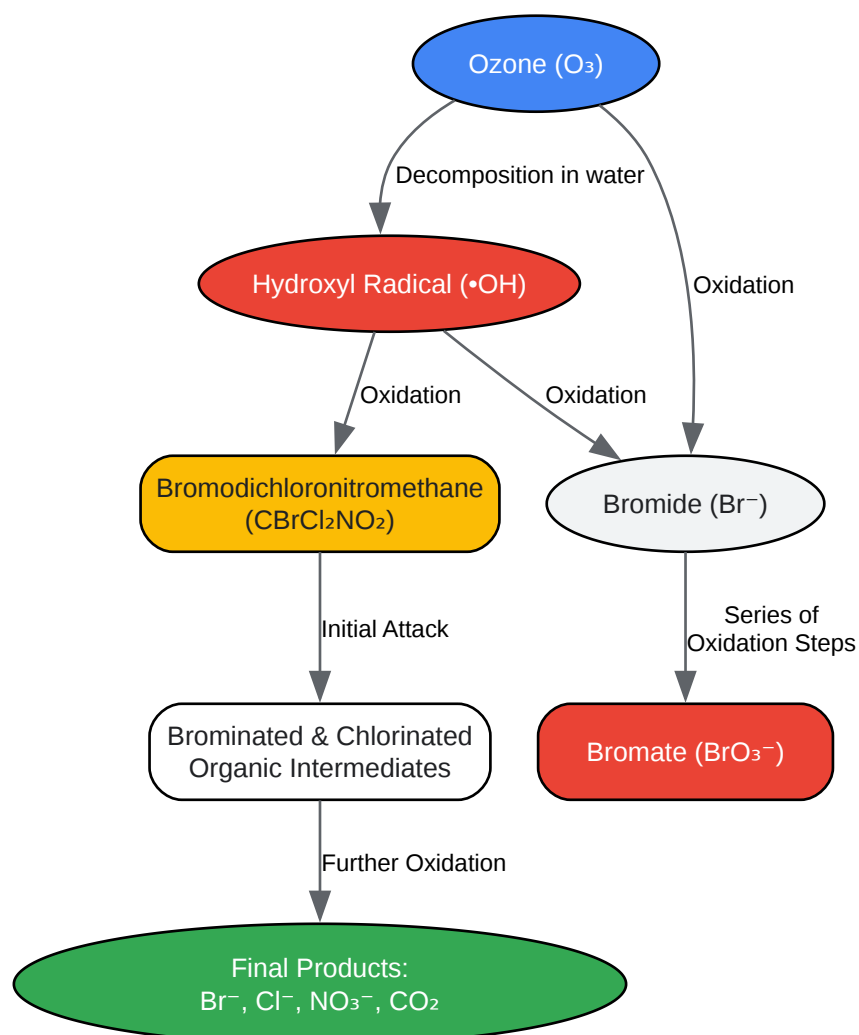 Ozone (O₃)
Decomposition in water
Hydroxyl Radical (•OH)
Oxidation
Oxidation
Oxidation
Bromodichloronitromethane
(CBrCl₂NO₂)
Bromide (Br⁻)
Initial Attack
Series of
Oxidation Steps
Brominated & Chlorinated
Organic Intermediates
Bromate (BrO₃⁻)
Further Oxidation
Final Products:
Br⁻, Cl⁻, NO₃⁻, CO₂